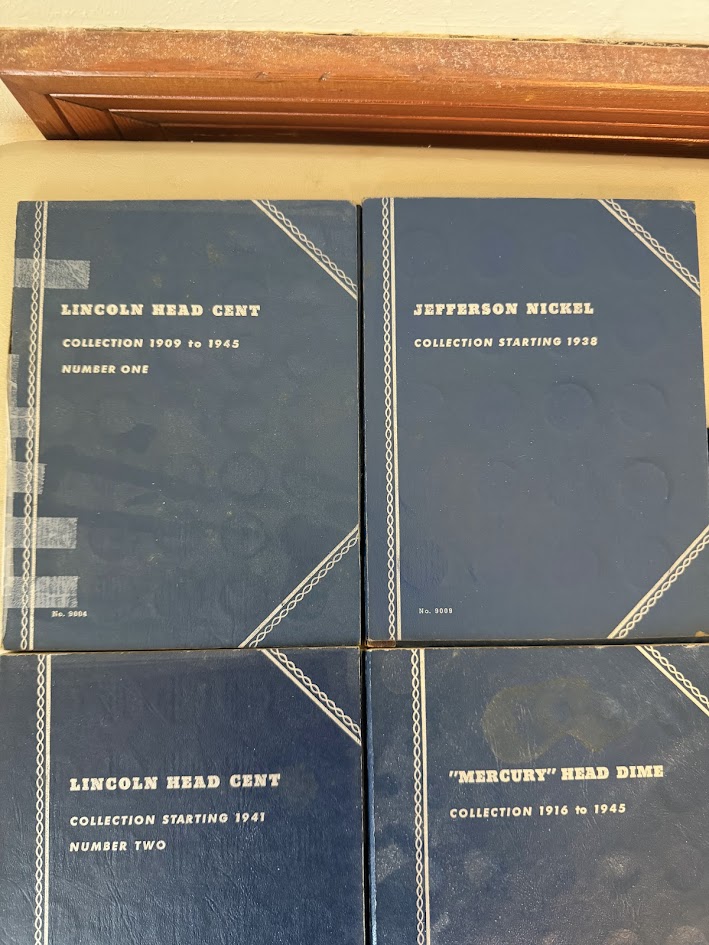 LINCOLN HEAD CENT
COLLECTION 1909 to 1945
NUMBER ONE
No. 9004
JEFFERSON NICKEL
COLLECTION STARTING 1938
No. 9009
LINCOLN HEAD CENT
COLLECTION STARTING 1941
NUMBER TWO
"MERCURY" HEAD DIME
COLLECTION 1916 to 1945